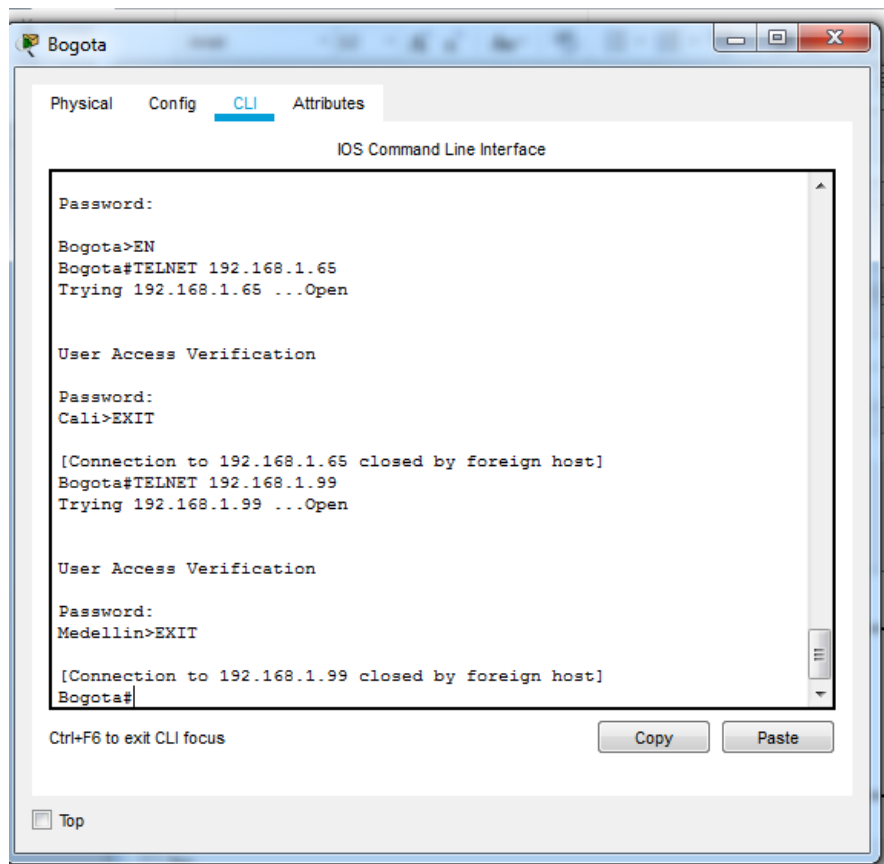 Bogota
Physical Config CLI Attributes
IOS Command Line Interface
Password:
Bogota>EN
Bogota#TELNET 192.168.1.65
Trying 192.168.1.65 ...Open
User Access Verification
Password:
Cali>EXIT
[Connection to 192.168.1.65 closed by foreign host]
Bogota#TELNET 192.168.1.99
Trying 192.168.1.99 ...Open
User Access Verification
Password:
Medellin>EXIT
[Connection to 192.168.1.99 closed by foreign host]
Bogota#
Ctrl+F6 to exit CLI focus
Copy Paste
Top